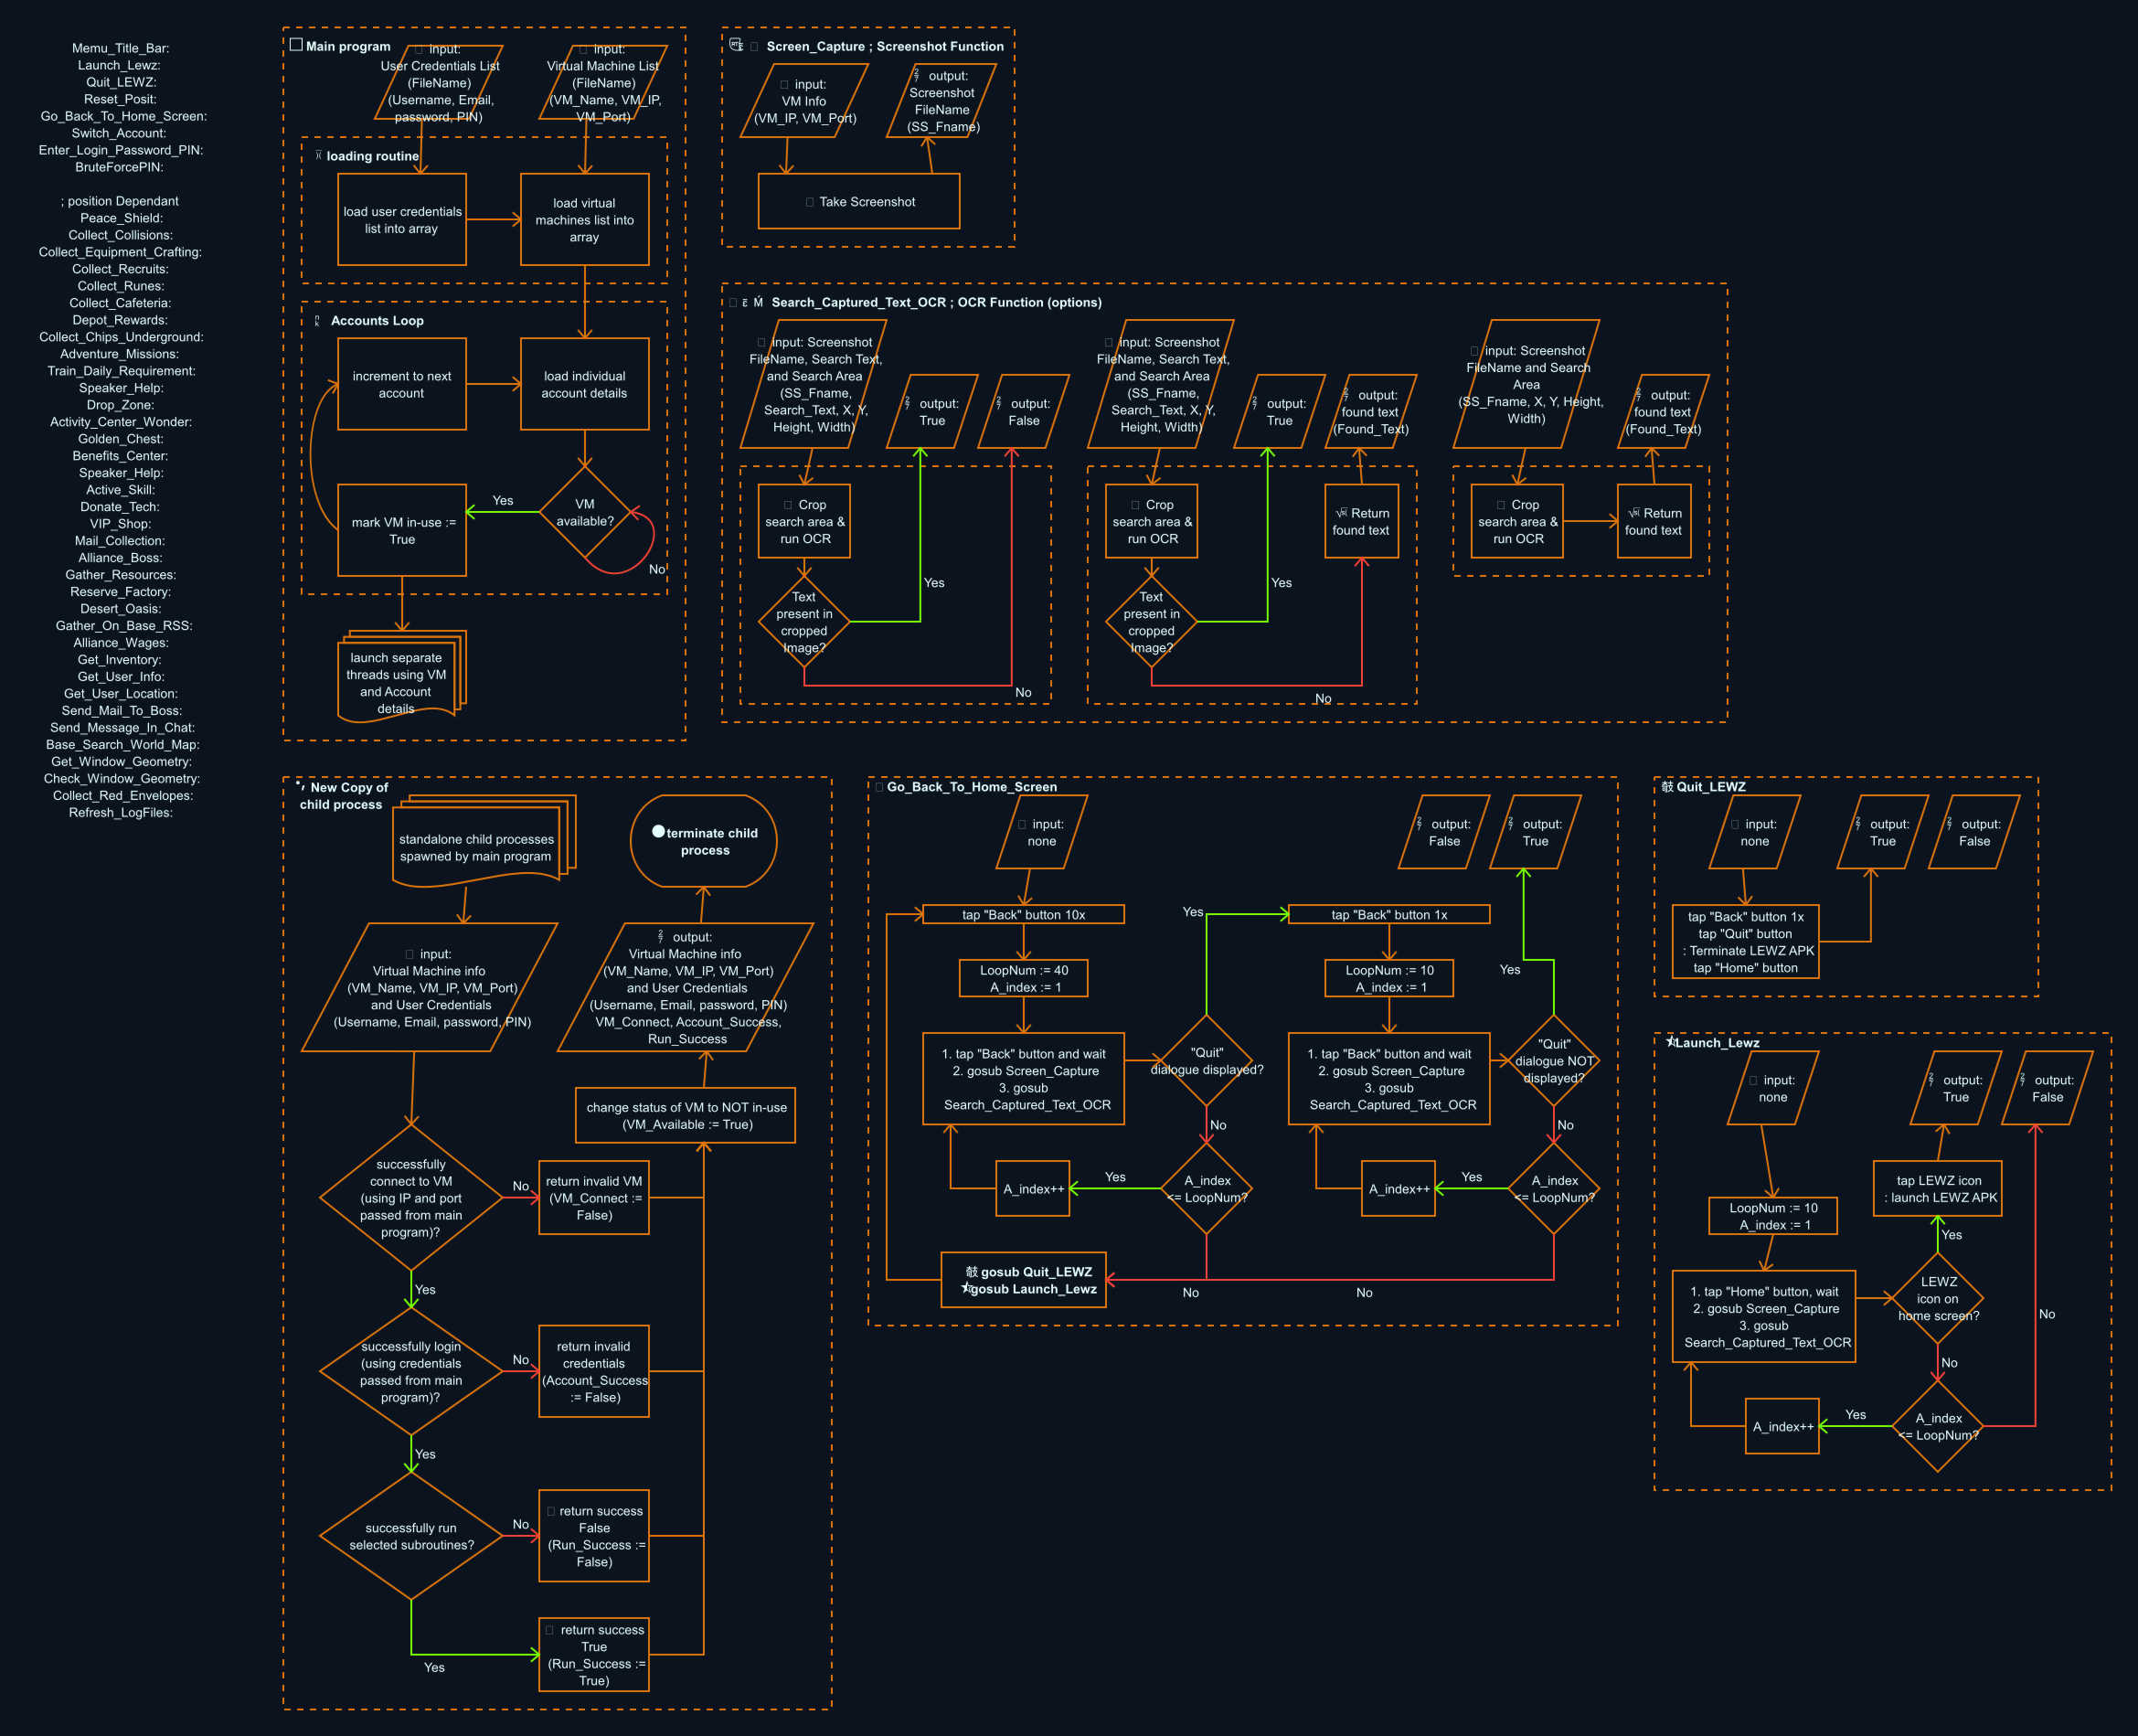 Memu_Title_Bar:
Launch_Lewz:
Quit_LEWZ:
Reset_Posit:
Go_Back_To_Home_Screen:
Switch_Account:
Enter_Login_Password_PIN:
BruteForcePIN:
; position Dependant
Peace_Shield:
Collect_Collisions:
Collect_Equipment_Crafting:
Collect_Recruits:
Collect_Runes:
Collect_Cafeteria:
Depot_Rewards:
Collect_Chips_Underground:
Adventure_Missions:
Train_Daily_Requirement:
Speaker_Help:
Drop_Zone:
Activity_Center_Wonder:
Golden_Chest:
Benefits_Center:
Speaker_Help:
Active_Skill:
Donate_Tech:
VIP_Shop:
Mail_Collection:
Alliance_Boss:
Gather_Resources:
Reserve_Factory:
Desert_Oasis:
Gather_On_Base_RSS:
Alliance_Wages:
Get_Inventory:
Get_User_Info:
Get_User_Location:
Send_Mail_To_Boss:
Send_Message_In_Chat:
Base_Search_World_Map:
Get_Window_Geometry:
Check_Window_Geometry:
Collect_Red_Envelopes:
Refresh_LogFiles:
Main program
input:
User Credentials List
(FileName)
(Username, Email,
password, PIN)
input:
Virtual Machine List
(FileName)
(VM_Name, VM_IP,
VM_Port)
loading routine
load user credentials
list into array
load virtual
machines list into
array
Accounts Loop
increment to next
account
load individual
account details
mark VM in-use :=
True
Yes
VM
available?
No
launch separate
threads using VM
and Account
details
Screen_Capture ; Screenshot Function
input:
VM Info
(VM_IP, VM_Port)
output:
Screenshot
FileName
(SS_Fname)
Take Screenshot
Search_Captured_Text_OCR ; OCR Function (options)
input: Screenshot
FileName, Search Text,
and Search Area
(SS_Fname,
Search_Text, X, Y,
Height, Width)
output:
True
output:
False
Crop
search area &
run OCR
Text
present in
cropped
Image?
Yes
No
input: Screenshot
FileName, Search Text,
and Search Area
(SS_Fname,
Search_Text, X, Y,
Height, Width)
output:
True
output:
found text
(Found_Text)
Crop
search area &
run OCR
Return
found text
Text
present in
cropped
Image?
Yes
No
input: Screenshot
FileName and Search
Area
(SS_Fname, X, Y, Height,
Width)
output:
found text
(Found_Text)
Crop
search area &
run OCR
Return
found text
New Copy of
child process
standalone child processes
spawned by main program
terminate child
process
input:
Virtual Machine info
(VM_Name, VM_IP, VM_Port)
and User Credentials
(Username, Email, password, PIN)
output:
Virtual Machine info
(VM_Name, VM_IP, VM_Port)
and User Credentials
(Username, Email, password, PIN)
VM_Connect, Account_Success,
Run_Success
change status of VM to NOT in-use
(VM_Available := True)
successfully
connect to VM
(using IP and port
passed from main
program)?
No
return invalid VM
(VM_Connect :=
False)
Yes
successfully login
(using credentials
passed from main
program)?
No
return invalid
credentials
(Account_Success
:= False)
Yes
successfully run
selected subroutines?
No
return success
False
(Run_Success :=
False)
Yes
return success
True
(Run_Success :=
True)
Go_Back_To_Home_Screen
input:
none
output:
False
output:
True
tap "Back" button 10x
LoopNum := 40
A_index := 1
1. tap "Back" button and wait
2. gosub Screen_Capture
3. gosub
Search_Captured_Text_OCR
"Quit"
dialogue displayed?
Yes
No
A_index
<= LoopNum?
Yes
A_index++
No
tap "Back" button 1x
LoopNum := 10
A_index := 1
1. tap "Back" button and wait
2. gosub Screen_Capture
3. gosub
Search_Captured_Text_OCR
"Quit"
dialogue NOT
displayed?
Yes
No
A_index
<= LoopNum?
Yes
A_index++
No
gosub Quit_LEWZ
gosub Launch_Lewz
Quit_LEWZ
input:
none
output:
True
output:
False
tap "Back" button 1x
tap "Quit" button
: Terminate LEWZ APK
tap "Home" button
Launch_Lewz
input:
none
output:
True
output:
False
LoopNum := 10
A_index := 1
tap LEWZ icon
: launch LEWZ APK
Yes
1. tap "Home" button, wait
2. gosub Screen_Capture
3. gosub
Search_Captured_Text_OCR
LEWZ
icon on
home screen?
No
No
A_index
<= LoopNum?
Yes
A_index++